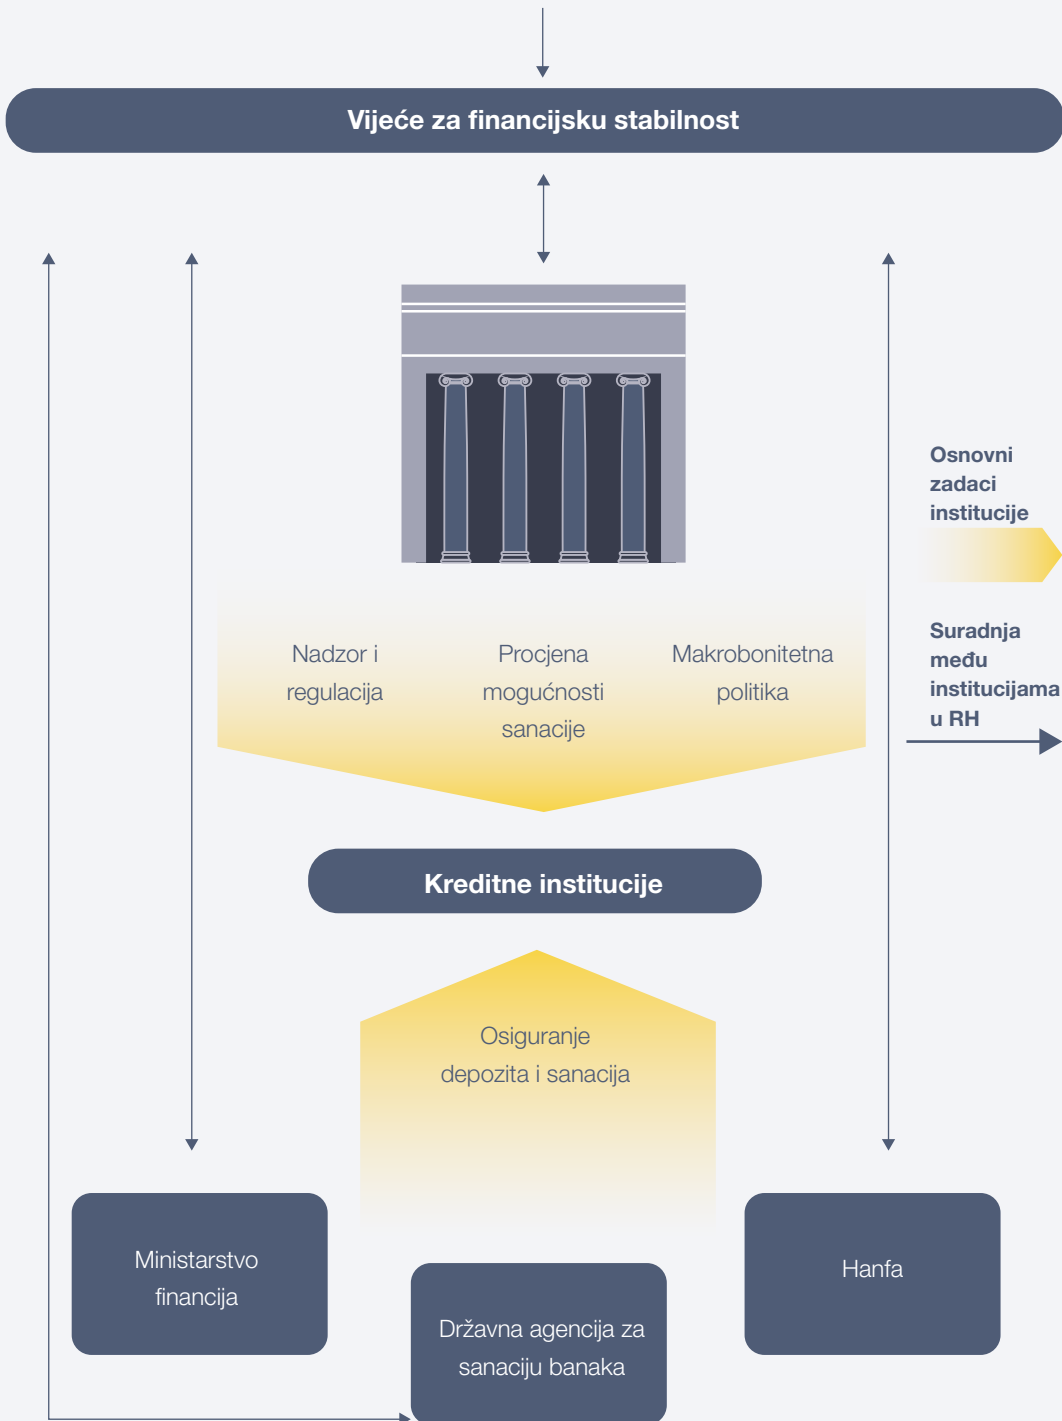 Vijeće za financijsku stabilnost
Osnovni
zadaci
institucije
Nadzor i
regulacija
Procjena
mogućnosti
sanacije
Makrobonitetna
politika
Suradnja
među
institucijama
u RH
Kreditne institucije
Osiguranje
depozita i sanacija
Ministarstvo
financija
Državna agencija za
sanaciju banaka
Hanfa